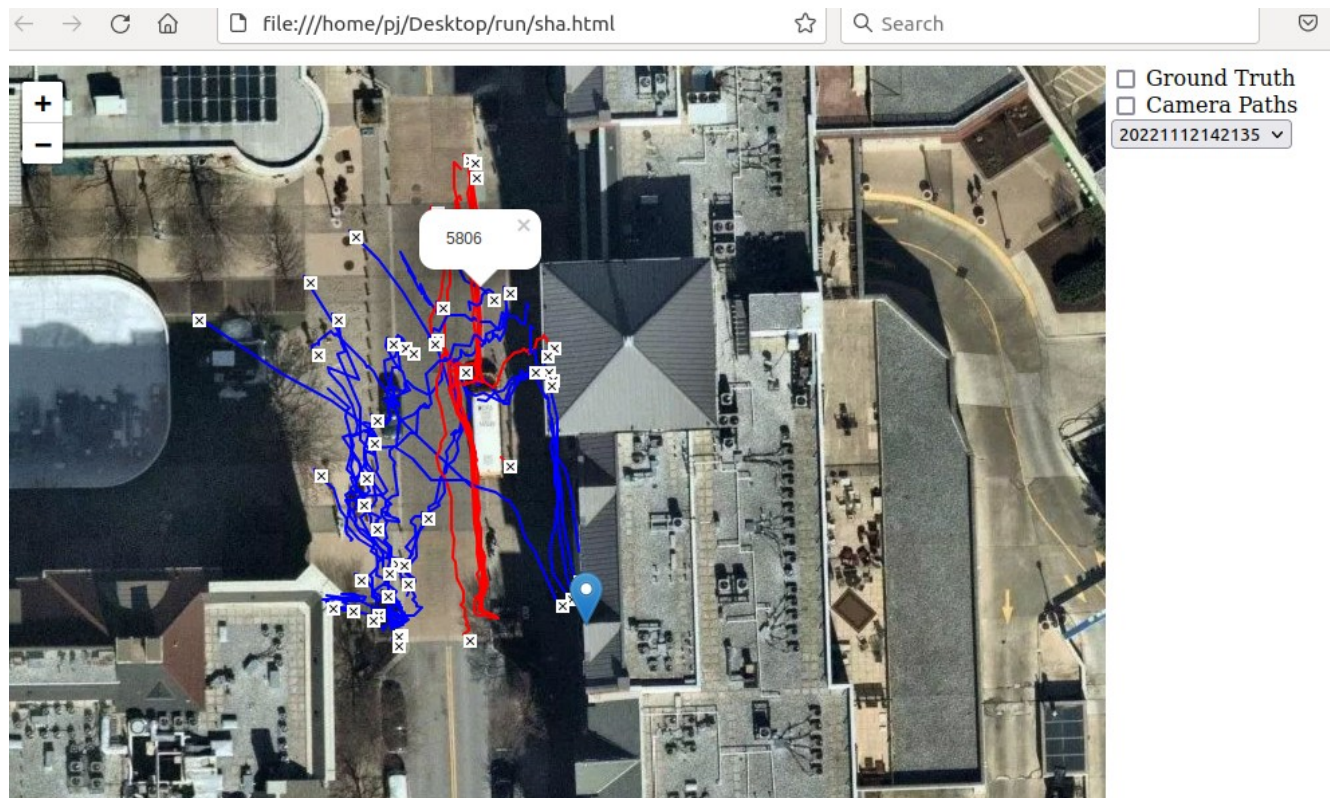 file:///home/pj/Desktop/run/sha.html
Search
+
−
5806
×
Ground Truth
Camera Paths
20221112142135